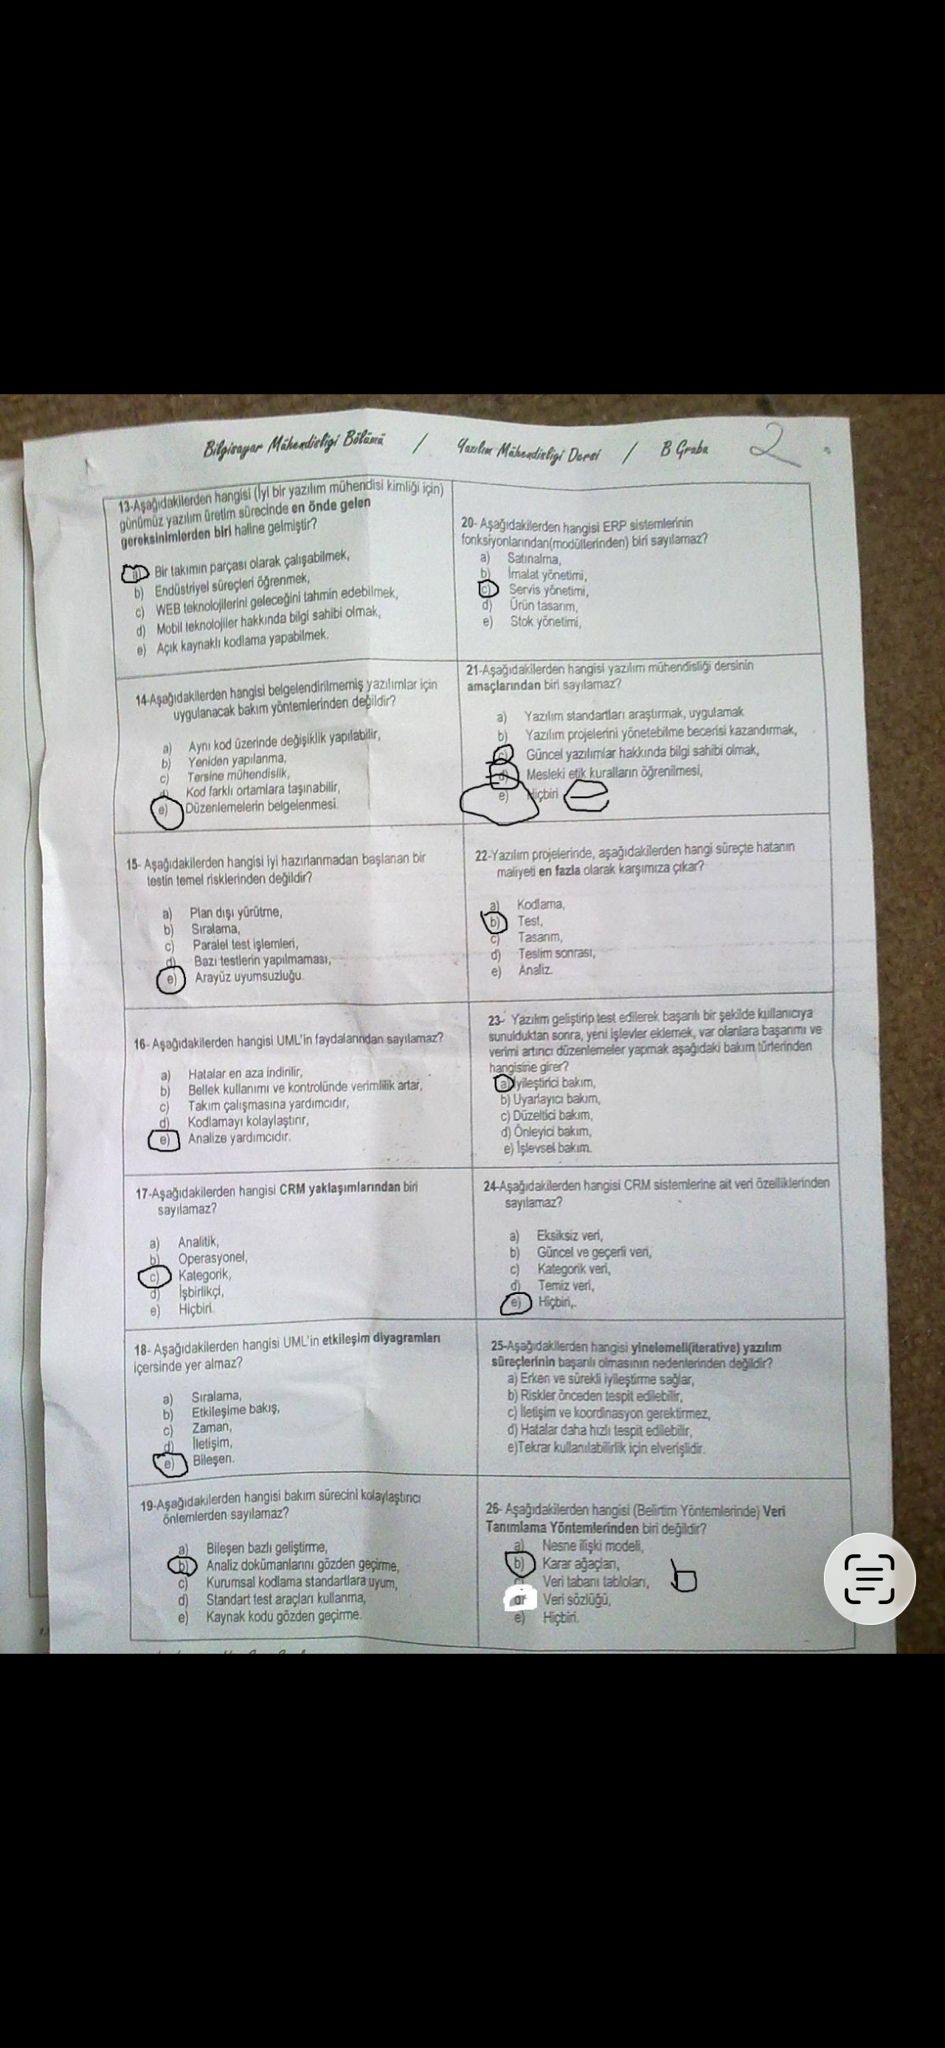 Bilgisayar Mühendisligi Bölümü / Yazılım Mühendisligi Dersi / B Grubu 2
13-Aşağıdakilerden hangisi (İyi bir yazılım mühendisi kimliği için)
günümüz yazılım üretim sürecinde en önde gelen
gereksinimlerden biri haline gelmiştir?
a) Bir takımın parçası olarak çalışabilmek,
b) Endüstriyel süreçleri öğrenmek,
c) WEB teknolojilerini geleceğini tahmin edebilmek,
d) Mobil teknolojiler hakkında bilgi sahibi olmak,
e) Açık kaynaklı kodlama yapabilmek.
14-Aşağıdakilerden hangisi belgelendirilmemiş yazılımlar için
uygulanacak bakım yöntemlerinden değildir?
a) Aynı kod üzerinde değişiklik yapılabilir,
b) Yeniden yapılanma,
c) Tersine mühendislik,
d) Kod farklı ortamlara taşınabilir,
e) Düzenlemelerin belgelenmesi.
15- Aşağıdakilerden hangisi iyi hazırlanmadan başlanan bir
testin temel risklerinden değildir?
a) Plan dışı yürütme,
b) Sıralama,
c) Paralel test işlemleri,
d) Bazı testlerin yapılmaması,
e) Arayüz uyumsuzluğu.
16- Aşağıdakilerden hangisi UML'in faydalarından sayılamaz?
a) Hatalar en aza indirilir,
b) Bellek kullanımı ve kontrolünde verimlilik artar,
c) Takım çalışmasına yardımcıdır,
d) Kodlamayı kolaylaştırır,
e) Analize yardımcıdır.
17-Aşağıdakilerden hangisi CRM yaklaşımlarından biri
sayılamaz?
a) Analitik,
b) Operasyonel,
c) Kategorik,
d) İşbirlikçi,
e) Hiçbiri.
18- Aşağıdakilerden hangisi UML'in etkileşim diyagramları
içersinde yer almaz?
a) Sıralama,
b) Etkileşime bakış,
c) Zaman,
d) İletişim,
e) Bileşen.
19-Aşağıdakilerden hangisi bakım sürecini kolaylaştırıcı
önlemlerden sayılamaz?
a) Bileşen bazlı geliştirme,
b) Analiz dokümanlarını gözden geçirme,
c) Kurumsal kodlama standartlara uyum,
d) Standart test araçları kullanma,
e) Kaynak kodu gözden geçirme.
20- Aşağıdakilerden hangisi ERP sistemlerinin
fonksiyonlarından(modüllerinden) biri sayılamaz?
a) Satınalma,
b) İmalat yönetimi,
c) Servis yönetimi,
d) Ürün tasarım,
e) Stok yönetimi,
21-Aşağıdakilerden hangisi yazılım mühendisliği dersinin
amaçlarından biri sayılamaz?
a) Yazılım standartları araştırmak, uygulamak
b) Yazılım projelerini yönetebilme becerisi kazandırmak,
c) Güncel yazılımlar hakkında bilgi sahibi olmak,
d) Mesleki etik kuralların öğrenilmesi,
e) Hiçbiri
22-Yazılım projelerinde, aşağıdakilerden hangi süreçte hatanın
maliyeti en fazla olarak karşımıza çıkar?
a) Kodlama,
b) Test,
c) Tasarım,
d) Teslim sonrası,
e) Analiz.
23- Yazılım geliştirip test edilerek başarılı bir şekilde kullanıcıya
sunulduktan sonra, yeni işlevler eklemek, var olanlara başarımı ve
verimi artırıcı düzenlemeler yapmak aşağıdaki bakım türlerinden
hangisine girer?
a) İyileştirici bakım,
b) Uyarlayıcı bakım,
c) Düzeltici bakım,
d) Önleyici bakım,
e) İşlevsel bakım.
24-Aşağıdakilerden hangisi CRM sistemlerine ait veri özelliklerinden
sayılamaz?
a) Eksiksiz veri,
b) Güncel ve geçerli veri,
c) Kategorik veri,
d) Temiz veri,
e) Hiçbiri,.
25-Aşağıdakilerden hangisi yinelemeli(iterative) yazılım
süreçlerinin başarılı olmasının nedenlerinden değildir?
a) Erken ve sürekli iyileştirme sağlar,
b) Riskler önceden tespit edilebilir,
c) İletişim ve koordinasyon gerektirmez,
d) Hatalar daha hızlı tespit edilebilir,
e)Tekrar kullanılabilirlik için elverişlidir.
26- Aşağıdakilerden hangisi (Belirtim Yöntemlerinde) Veri
Tanımlama Yöntemlerinden biri değildir?
a) Nesne ilişki modeli,
b) Karar ağaçları,
Veri tabanı tabloları, b
Veri sözlüğü,
e) Hiçbiri.